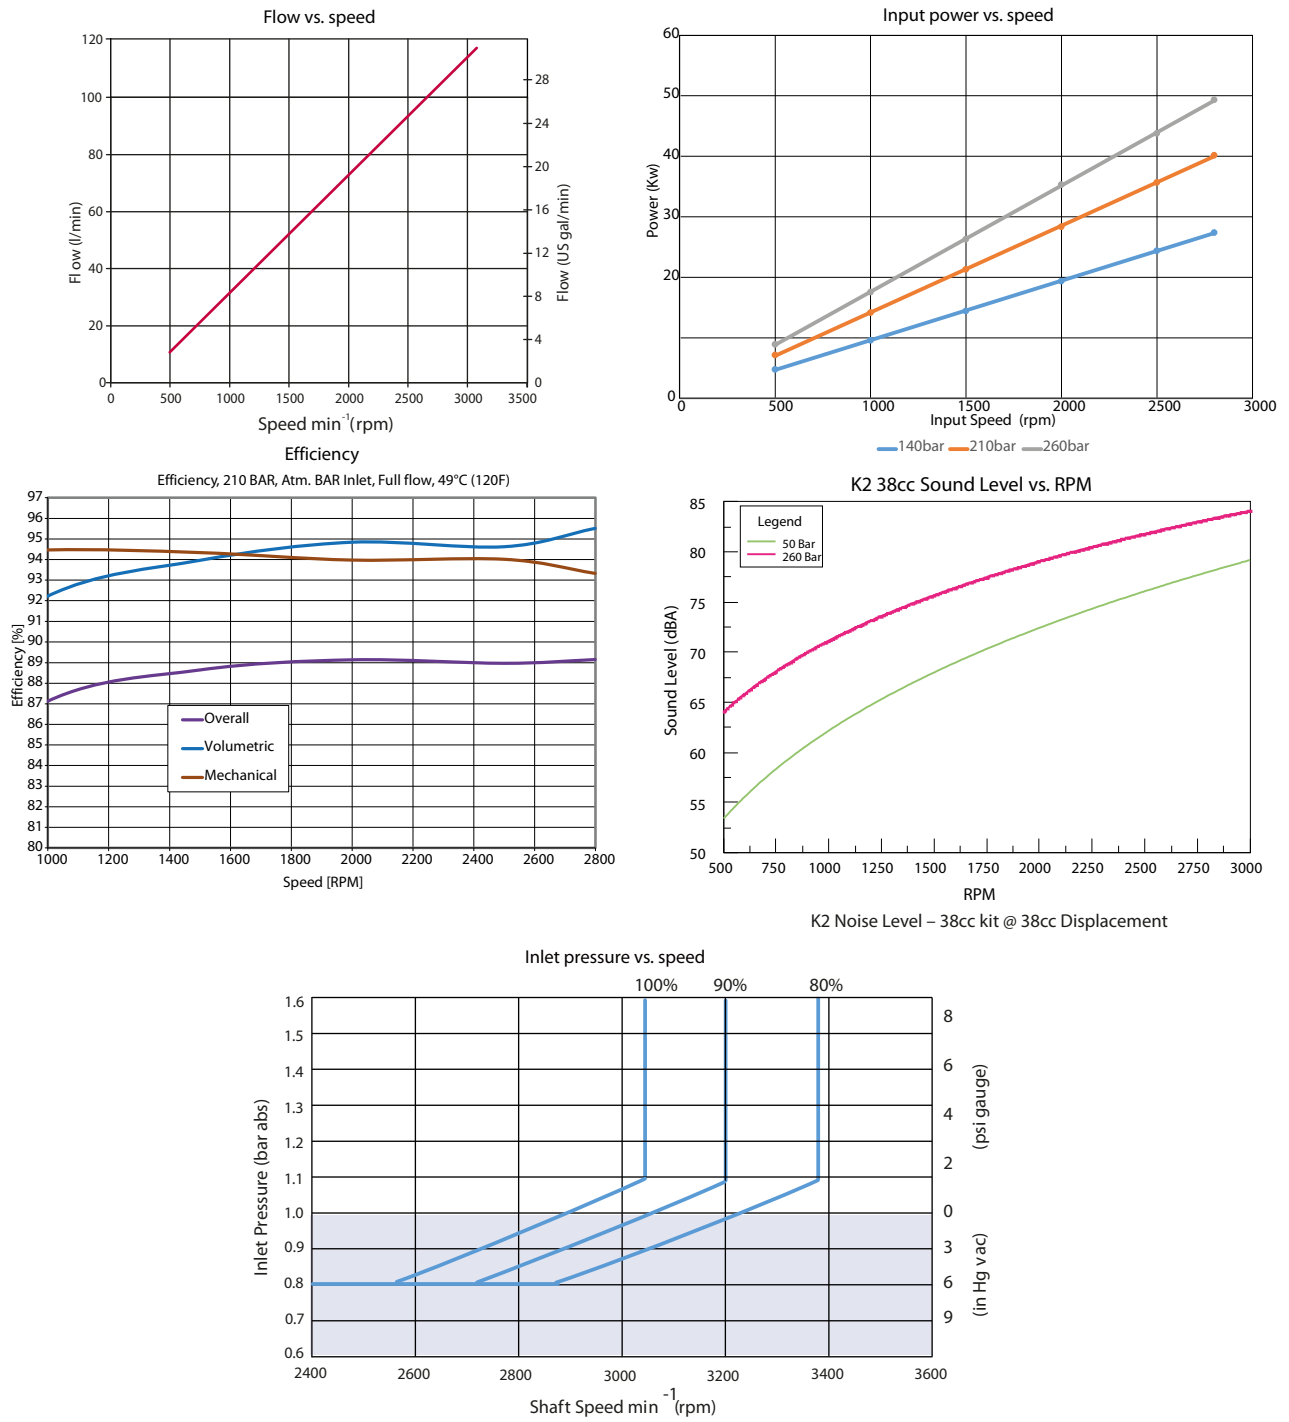 Flow vs. speed
120
100
80
60
40
20
0
28
24
20
16
12
8
4
0
Flow (l/min)
Flow (US gal/min)
0 500 1000 1500 2000 2500 3000 3500
Speed min-1 (rpm)
Input power vs. speed
60
50
40
30
20
0
Power (Kw)
0 500 1000 1500 2000 2500 3000
Input Speed (rpm)
140bar 210bar 260bar
Efficiency
Efficiency, 210 BAR, Atm. BAR Inlet, Full flow, 49°C (120F)
97
96
95
94
93
92
91
90
89
88
87
86
85
84
83
82
81
80
Efficiency [%]
Overall
Volumetric
Mechanical
1000 1200 1400 1600 1800 2000 2200 2400 2600 2800
Speed [RPM]
K2 38cc Sound Level vs. RPM
85
80
75
70
65
60
55
50
Sound Level (dBA)
Legend
50 Bar
260 Bar
500 750 1000 1250 1500 1750 2000 2250 2500 2750 3000
RPM
K2 Noise Level – 38cc kit @ 38cc Displacement
Inlet pressure vs. speed
100% 90% 80%
1.6
1.5
1.4
1.3
1.2
1.1
1.0
0.9
0.8
0.7
0.6
Inlet Pressure (bar abs)
8
6
4
2
0
3
6
9
(psi gauge)
(in Hg vac)
2400 2600 2800 3000 3200 3400 3600
Shaft Speed min-1 (rpm)